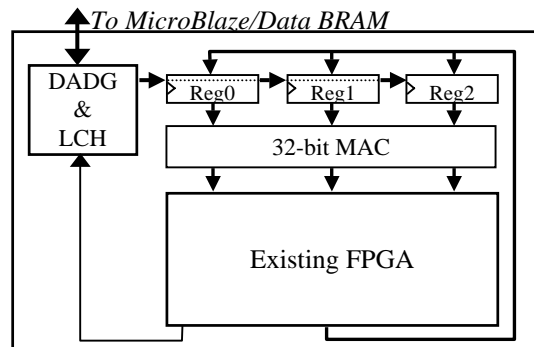 To MicroBlaze/Data BRAM
DADG
&
LCH
Reg0
Reg1
Reg2
32-bit MAC
Existing FPGA